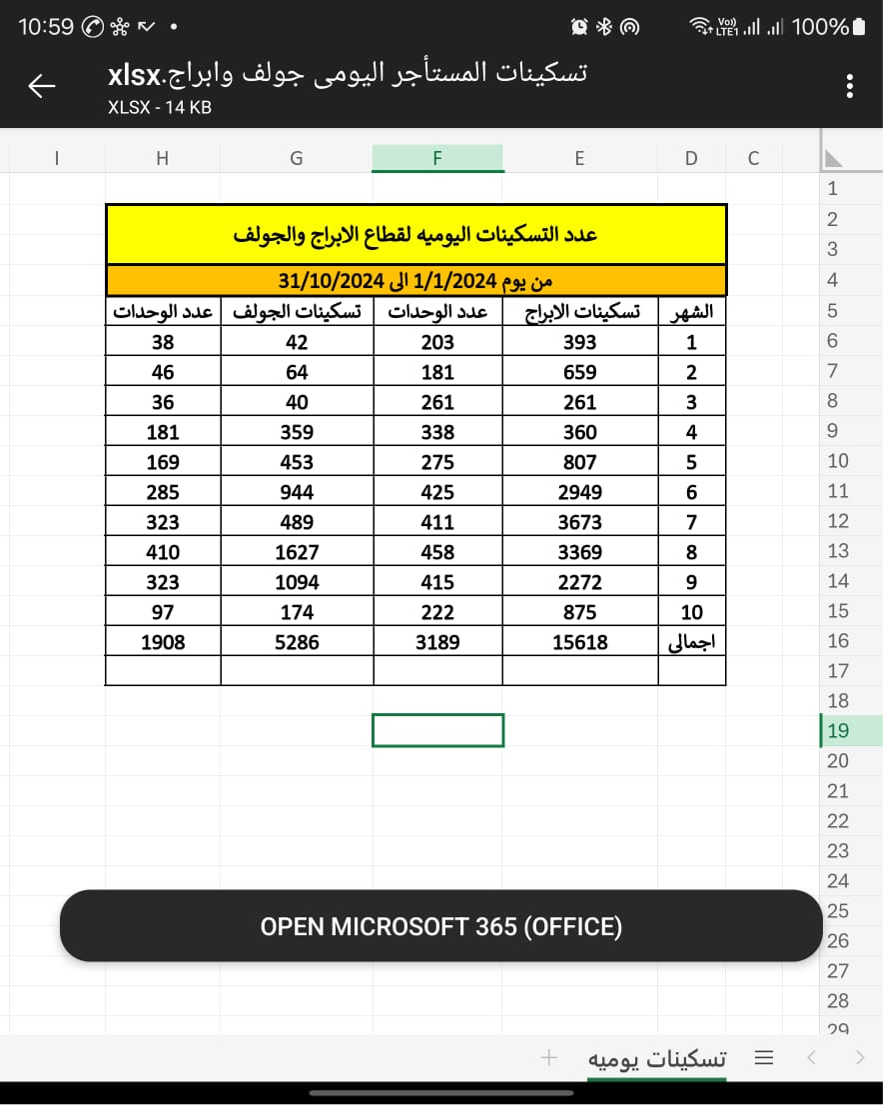 10:59
Vo))
LTE1
100%
تسكينات المستأجر اليومى جولف وابراج.xlsx
XLSX - 14 KB
C D E F G H I
1
2
عدد التسكينات اليوميه لقطاع الابراج والجولف
3
4 من يوم 1/1/2024 الى 31/10/2024
5 الشهر تسكينات الابراج عدد الوحدات تسكينات الجولف عدد الوحدات
6 1 393 203 42 38
7 2 659 181 64 46
8 3 261 261 40 36
9 4 360 338 359 181
10 5 807 275 453 169
11 6 2949 425 944 285
12 7 3673 411 489 323
13 8 3369 458 1627 410
14 9 2272 415 1094 323
15 10 875 222 174 97
16 اجمالى 15618 3189 5286 1908
17
18
19
20
21
22
23
24
25
OPEN MICROSOFT 365 (OFFICE)
26
27
28
29
تسكينات يوميه